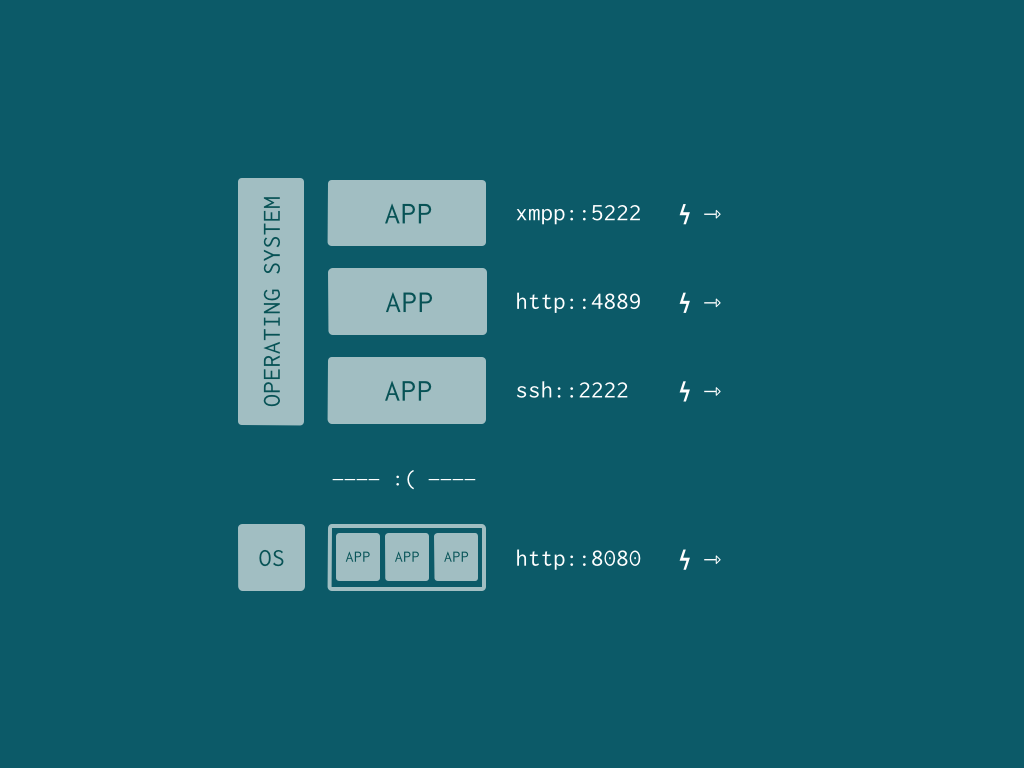 OPERATING SYSTEM
APP xmpp::5222 ϟ ⇾
APP http::4889 ϟ ⇾
APP ssh::2222 ϟ ⇾
———— :( ————
OS APP APP APP http::8080 ϟ ⇾